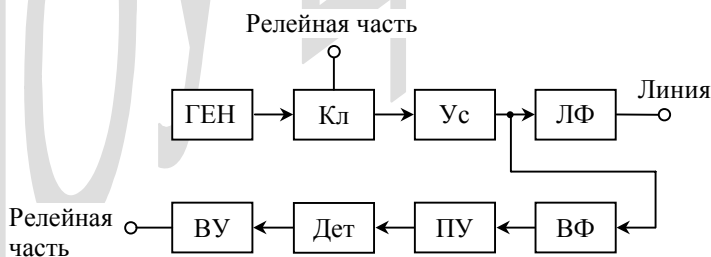 Релейная часть
Линия
ГЕН
Кл
Ус
ЛФ
Релейная
часть
ВУ
Дет
ПУ
ВФ